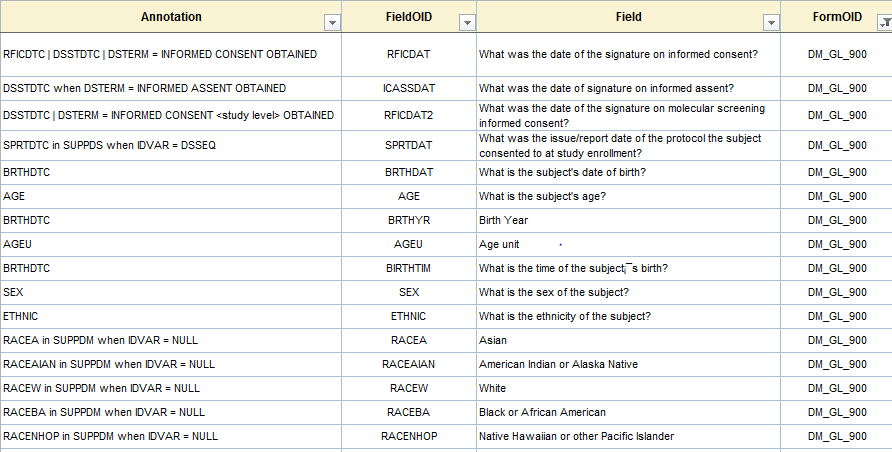 Annotation FieldOID Field FormOID
RFICDTC | DSSTDTC | DSTERM = INFORMED CONSENT OBTAINED RFICDAT What was the date of the signature on informed consent? DM_GL_900
DSSTDTC when DSTERM = INFORMED ASSENT OBTAINED ICASSDAT What was the date of signature on informed assent? DM_GL_900
DSSTDTC | DSTERM = INFORMED CONSENT <study level> OBTAINED RFICDAT2 What was the date of the signature on molecular screening
informed consent? DM_GL_900
SPRTDTC in SUPPDS when IDVAR = DSSEQ SPRTDAT What was the issue/report date of the protocol the subject
consented to at study enrollment? DM_GL_900
BRTHDTC BRTHDAT What is the subject's date of birth? DM_GL_900
AGE AGE What is the subject's age? DM_GL_900
BRTHDTC BRTHYR Birth Year DM_GL_900
AGEU AGEU Age unit DM_GL_900
BRTHDTC BIRTHTIM What is the time of the subject¡¯s birth? DM_GL_900
SEX SEX What is the sex of the subject? DM_GL_900
ETHNIC ETHNIC What is the ethnicity of the subject? DM_GL_900
RACEA in SUPPDM when IDVAR = NULL RACEA Asian DM_GL_900
RACEAIAN in SUPPDM when IDVAR = NULL RACEAIAN American Indian or Alaska Native DM_GL_900
RACEW in SUPPDM when IDVAR = NULL RACEW White DM_GL_900
RACEBA in SUPPDM when IDVAR = NULL RACEBA Black or African American DM_GL_900
RACENHOP in SUPPDM when IDVAR = NULL RACENHOP Native Hawaiian or other Pacific Islander DM_GL_900